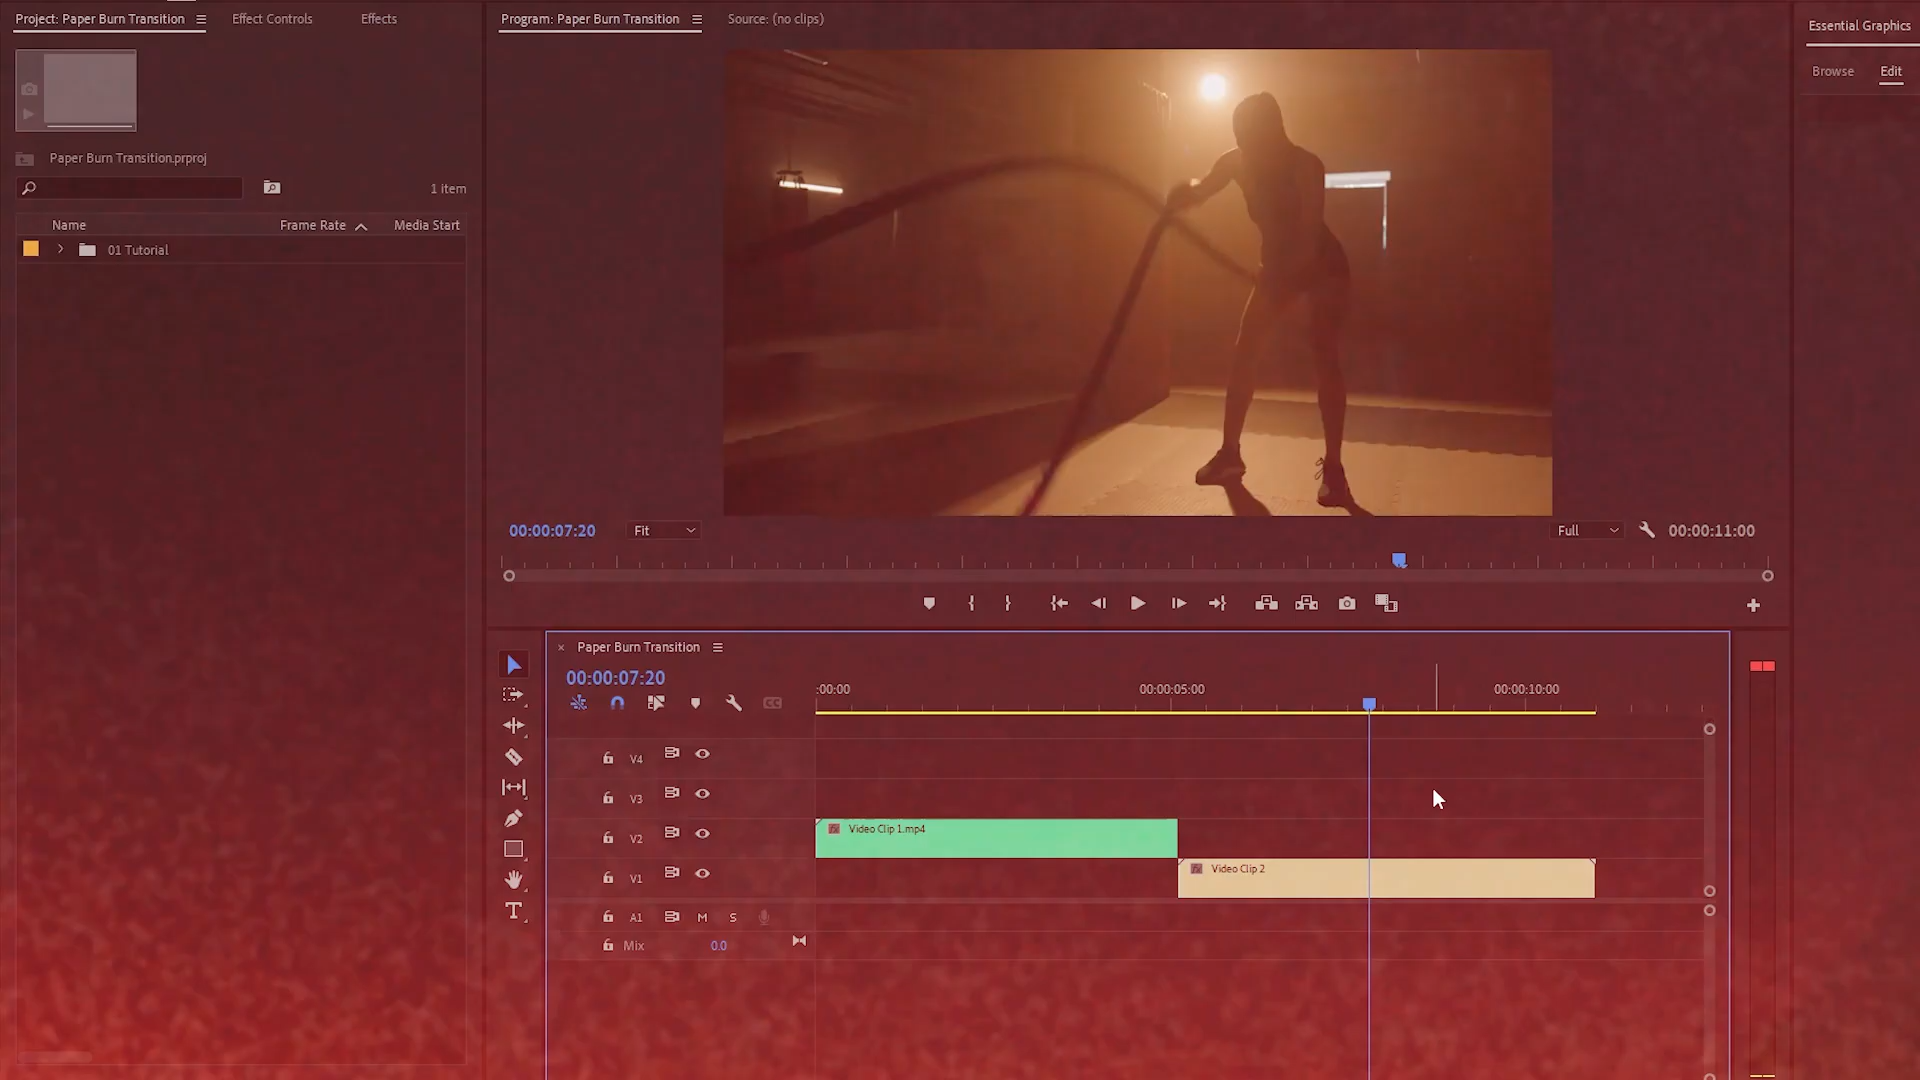 Project: Paper Burn Transition
Effect Controls
Effects
Program: Paper Burn Transition
Source: (no clips)
Essential Graphics
Browse
Edit
Paper Burn Transition.prproj
1 item
Name
Frame Rate
Media Start
01 Tutorial
00:00:07:20
Fit
Full
00:00:11:00
× Paper Burn Transition
00:00:07:20
:00:00
00:00:05:00
00:00:10:00
V4
V3
V2
fx Video Clip 1.mp4
V1
fx Video Clip 2
A1 M S
Mix 0.0